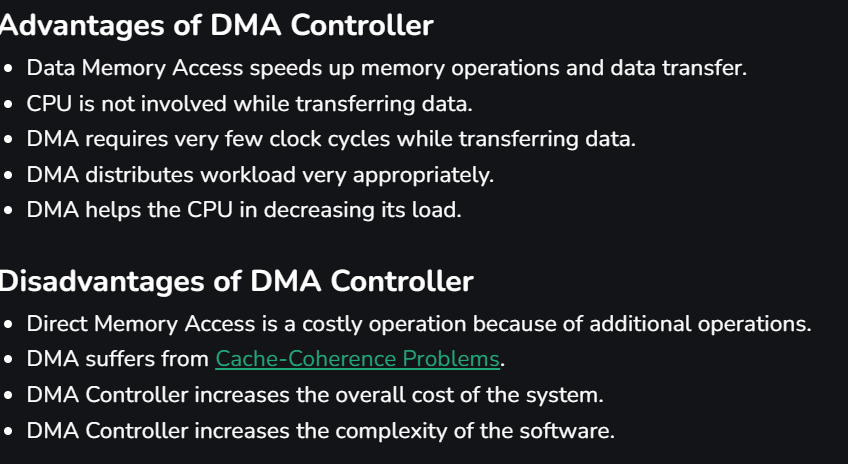 Advantages of DMA Controller
• Data Memory Access speeds up memory operations and data transfer.
• CPU is not involved while transferring data.
• DMA requires very few clock cycles while transferring data.
• DMA distributes workload very appropriately.
• DMA helps the CPU in decreasing its load.
Disadvantages of DMA Controller
• Direct Memory Access is a costly operation because of additional operations.
• DMA suffers from Cache-Coherence Problems.
• DMA Controller increases the overall cost of the system.
• DMA Controller increases the complexity of the software.